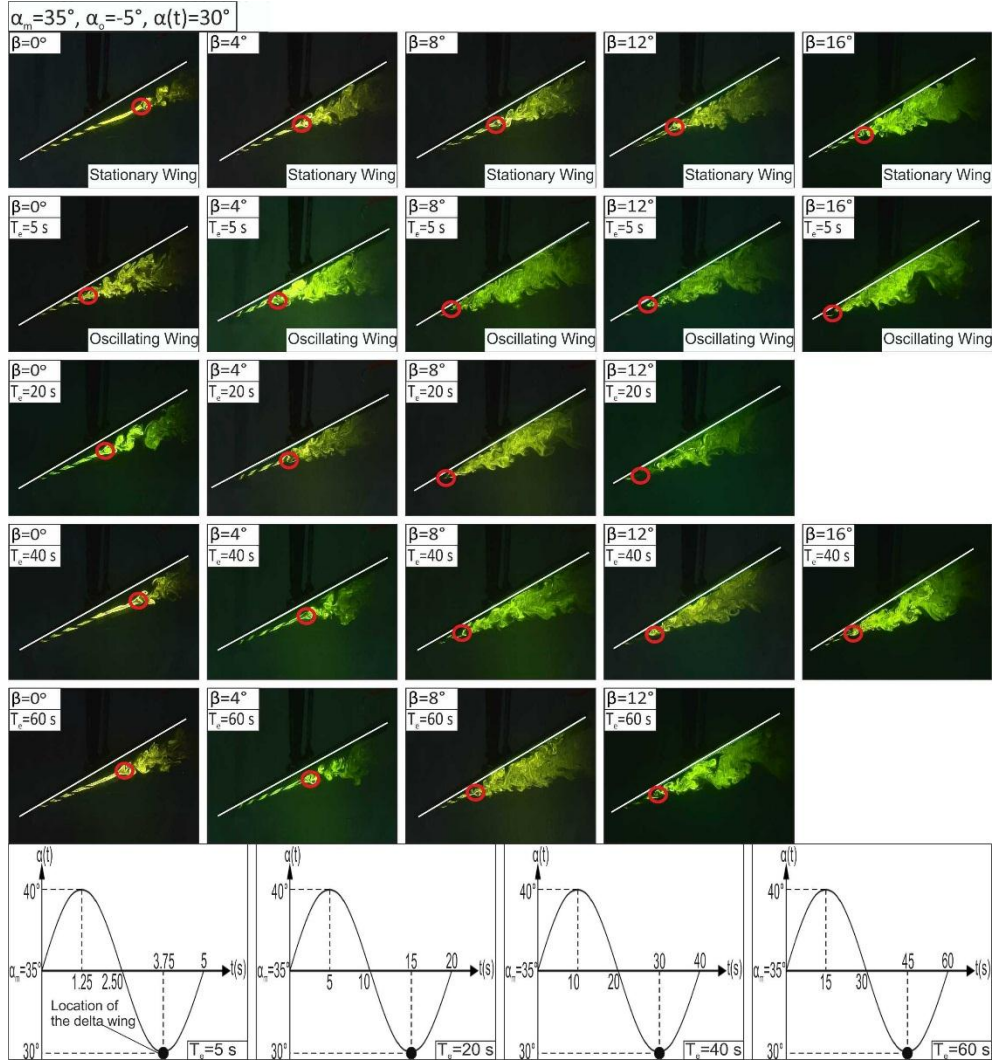 αₘ=35°, α₀=-5°, α(t)=30°
β=0° β=4° β=8° β=12° β=16°
Stationary Wing Stationary Wing Stationary Wing Stationary Wing Stationary Wing
β=0° β=4° β=8° β=12° β=16°
Tₑ=5 s Tₑ=5 s Tₑ=5 s Tₑ=5 s Tₑ=5 s
Oscillating Wing Oscillating Wing Oscillating Wing Oscillating Wing Oscillating Wing
β=0° β=4° β=8° β=12°
Tₑ=20 s Tₑ=20 s Tₑ=20 s Tₑ=20 s
β=0° β=4° β=8° β=12° β=16°
Tₑ=40 s Tₑ=40 s Tₑ=40 s Tₑ=40 s Tₑ=40 s
β=0° β=4° β=8° β=12°
Tₑ=60 s Tₑ=60 s Tₑ=60 s Tₑ=60 s
α(t) α(t) α(t) α(t)
40° 40° 40° 40°
3.75 5 15 20 30 40 45 60
αₘ=35° t(s) αₘ=35° t(s) αₘ=35° t(s) αₘ=35° t(s)
1.25 2.50 5 10 10 20 15 30
Location of
the delta wing
30° Tₑ=5 s 30° Tₑ=20 s 30° Tₑ=40 s 30° Tₑ=60 s